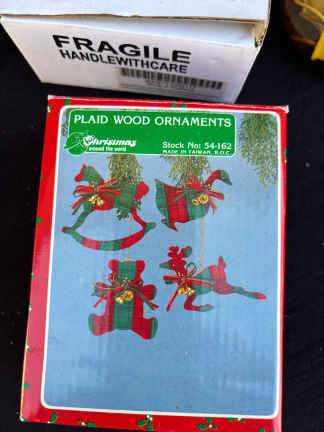 FRAGILE
HANDLEWITHCARE
PLAID WOOD ORNAMENTS
Christmas
around the world
Stock No: 54-162
MADE IN TAIWAN, R.O.C.